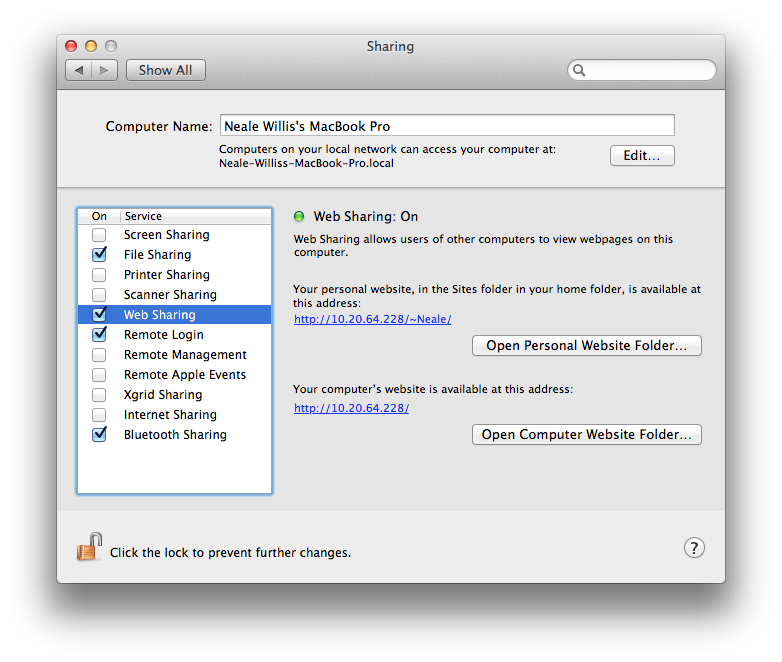 Sharing
Show All
Computer Name: Neale Willis's MacBook Pro
Computers on your local network can access your computer at:
Neale-Williss-MacBook-Pro.local
Edit...
On Service
Screen Sharing
File Sharing
Printer Sharing
Scanner Sharing
Web Sharing
Remote Login
Remote Management
Remote Apple Events
Xgrid Sharing
Internet Sharing
Bluetooth Sharing
Web Sharing: On
Web Sharing allows users of other computers to view webpages on this
computer.
Your personal website, in the Sites folder in your home folder, is available at
this address:
http://10.20.64.228/~Neale/
Open Personal Website Folder...
Your computer's website is available at this address:
http://10.20.64.228/
Open Computer Website Folder...
Click the lock to prevent further changes.
?